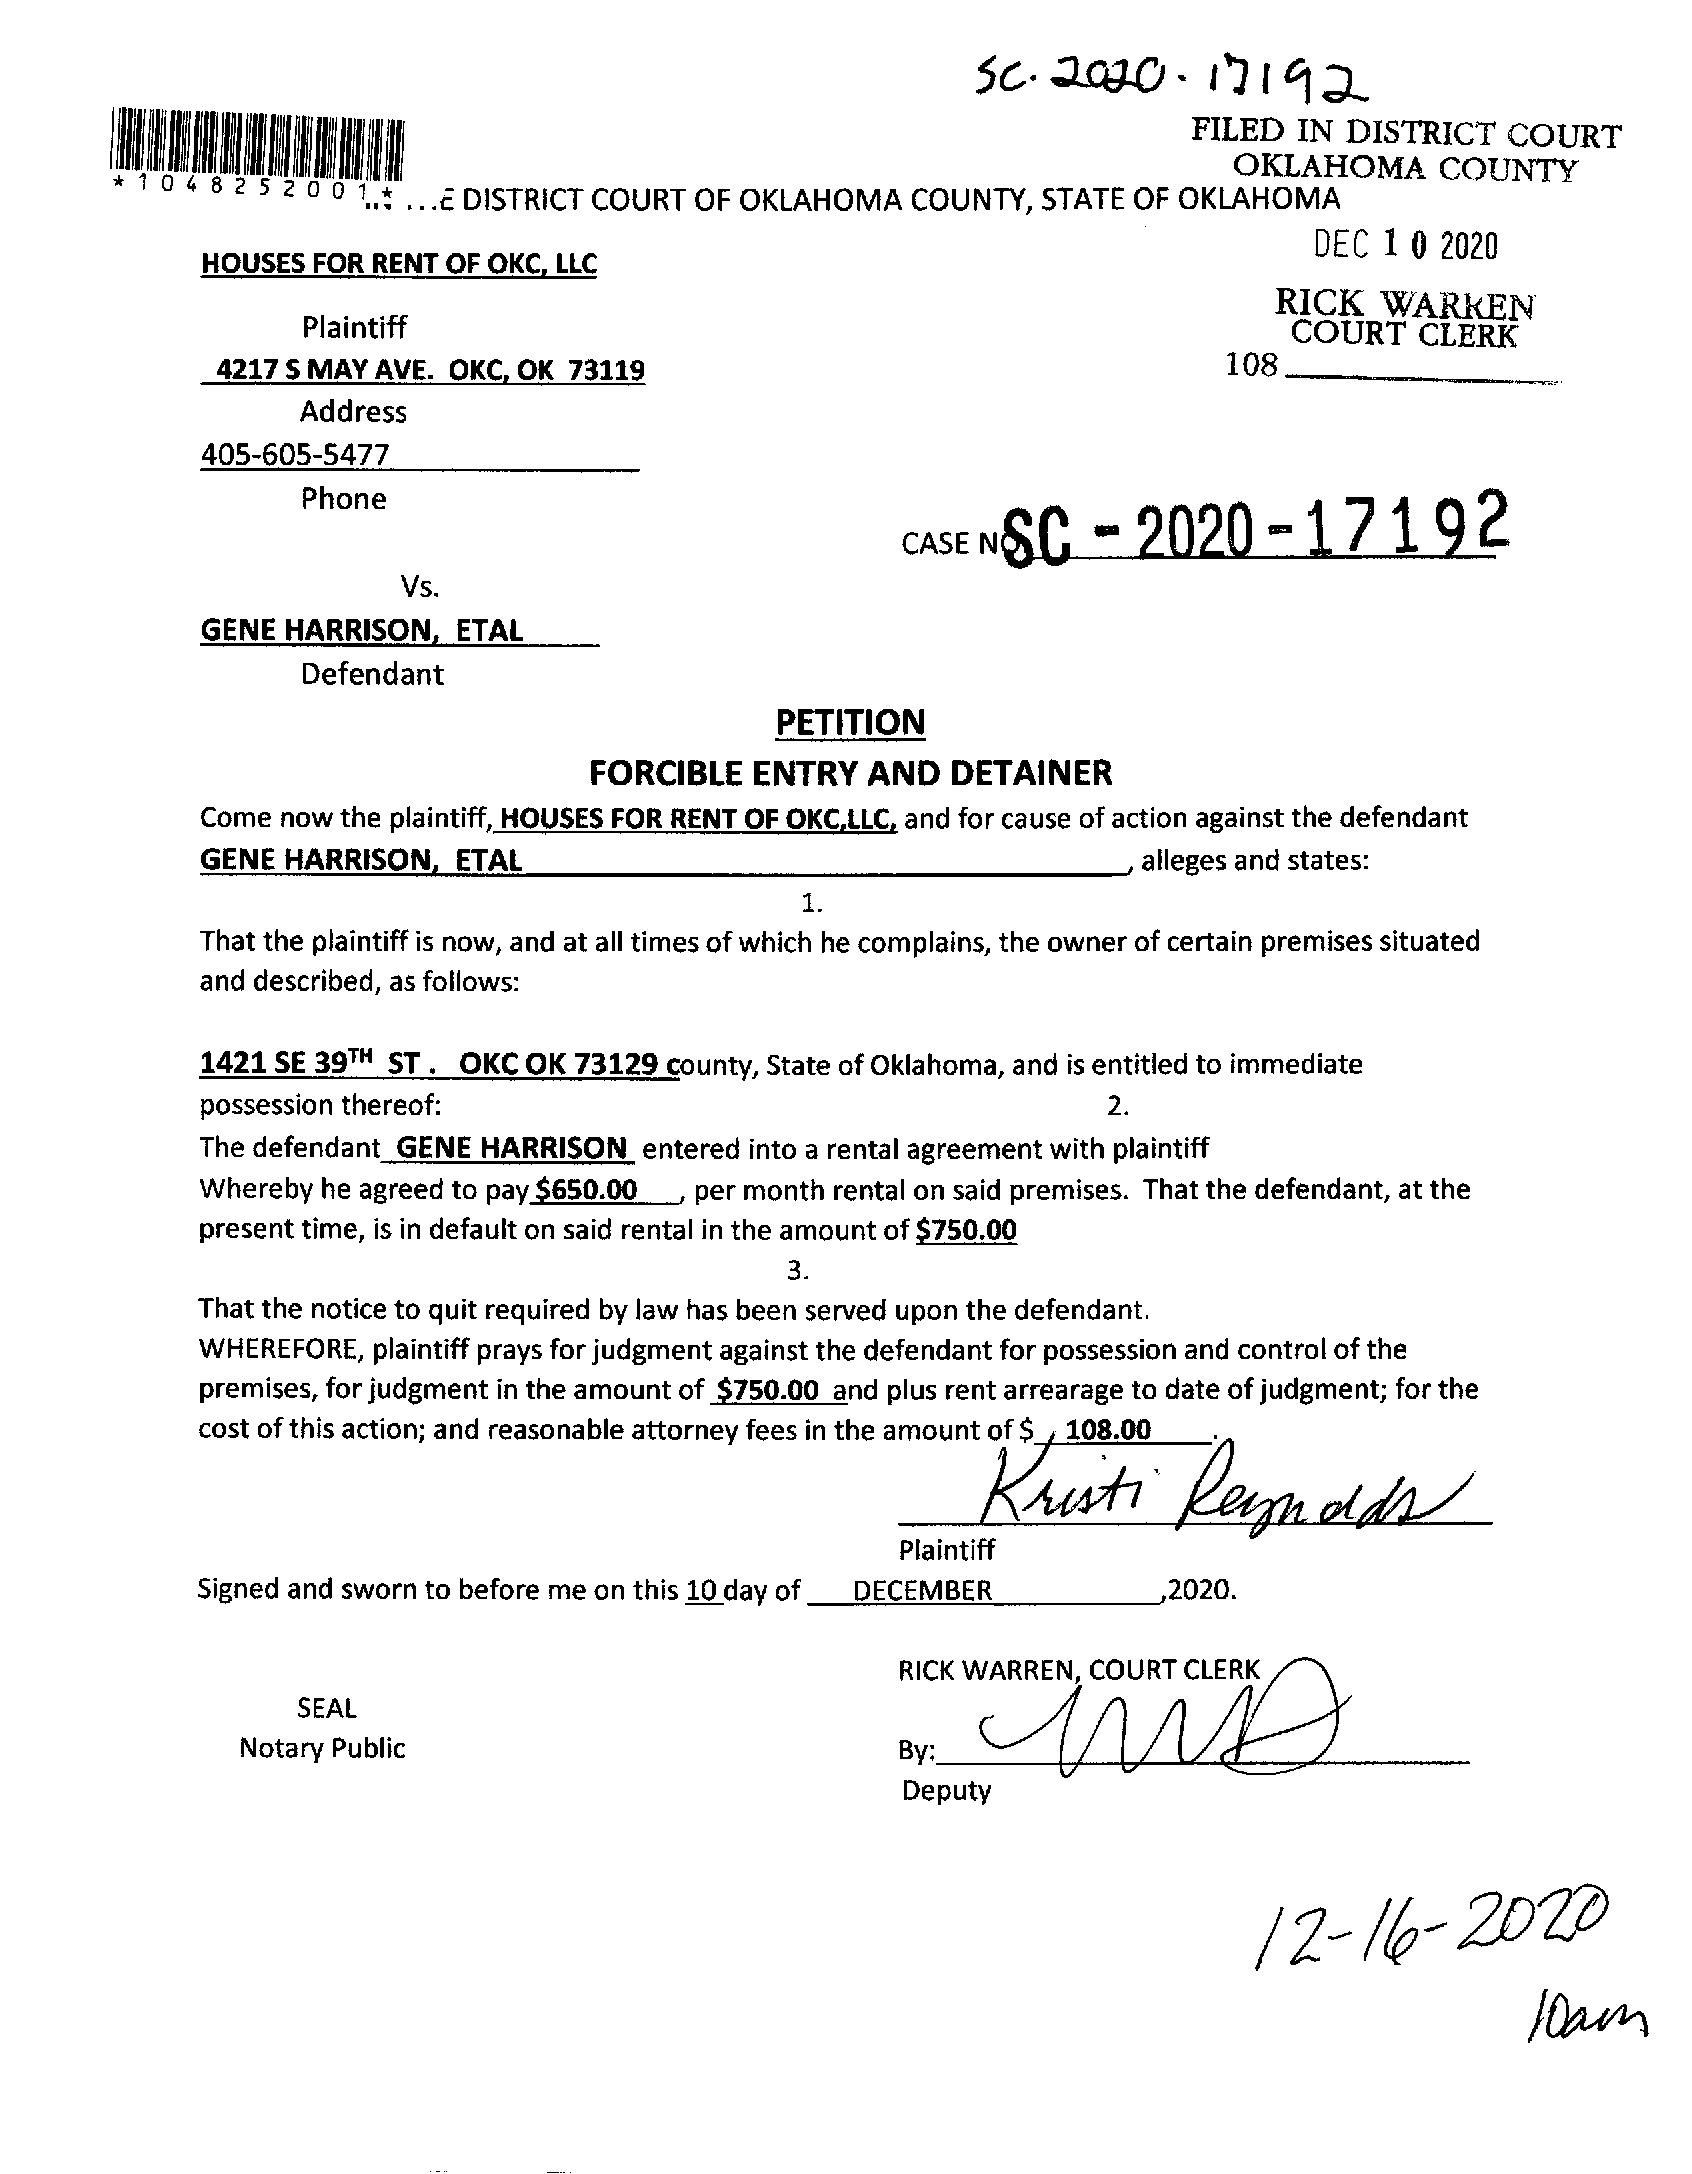 SC-2020-17192
FILED IN DISTRICT COURT
OKLAHOMA COUNTY
*1048252001*
DISTRICT COURT OF OKLAHOMA COUNTY, STATE OF OKLAHOMA
DEC 10 2020
HOUSES FOR RENT OF OKC, LLC
RICK WARREN
COURT CLERK
Plaintiff
108
4217 S MAY AVE. OKC, OK 73119
Address
405-605-5477
Phone
CASE NO SC-2020-17192
Vs.
GENE HARRISON, ETAL
Defendant
PETITION
FORCIBLE ENTRY AND DETAINER
Come now the plaintiff, HOUSES FOR RENT OF OKC,LLC, and for cause of action against the defendant
GENE HARRISON, ETAL, alleges and states:
1.
That the plaintiff is now, and at all times of which he complains, the owner of certain premises situated
and described, as follows:
1421 SE 39TH ST. OKC OK 73129 county, State of Oklahoma, and is entitled to immediate
possession thereof: 2.
The defendant GENE HARRISON entered into a rental agreement with plaintiff
Whereby he agreed to pay $650.00, per month rental on said premises. That the defendant, at the
present time, is in default on said rental in the amount of $750.00
3.
That the notice to quit required by law has been served upon the defendant.
WHEREFORE, plaintiff prays for judgment against the defendant for possession and control of the
premises, for judgment in the amount of $750.00 and plus rent arrearage to date of judgment; for the
cost of this action; and reasonable attorney fees in the amount of $ 108.00.
Kristi Reynolds
Plaintiff
Signed and sworn to before me on this 10 day of DECEMBER,2020.
RICK WARREN, COURT CLERK
SEAL
Notary Public
By:
Deputy
12-16-2020
10am